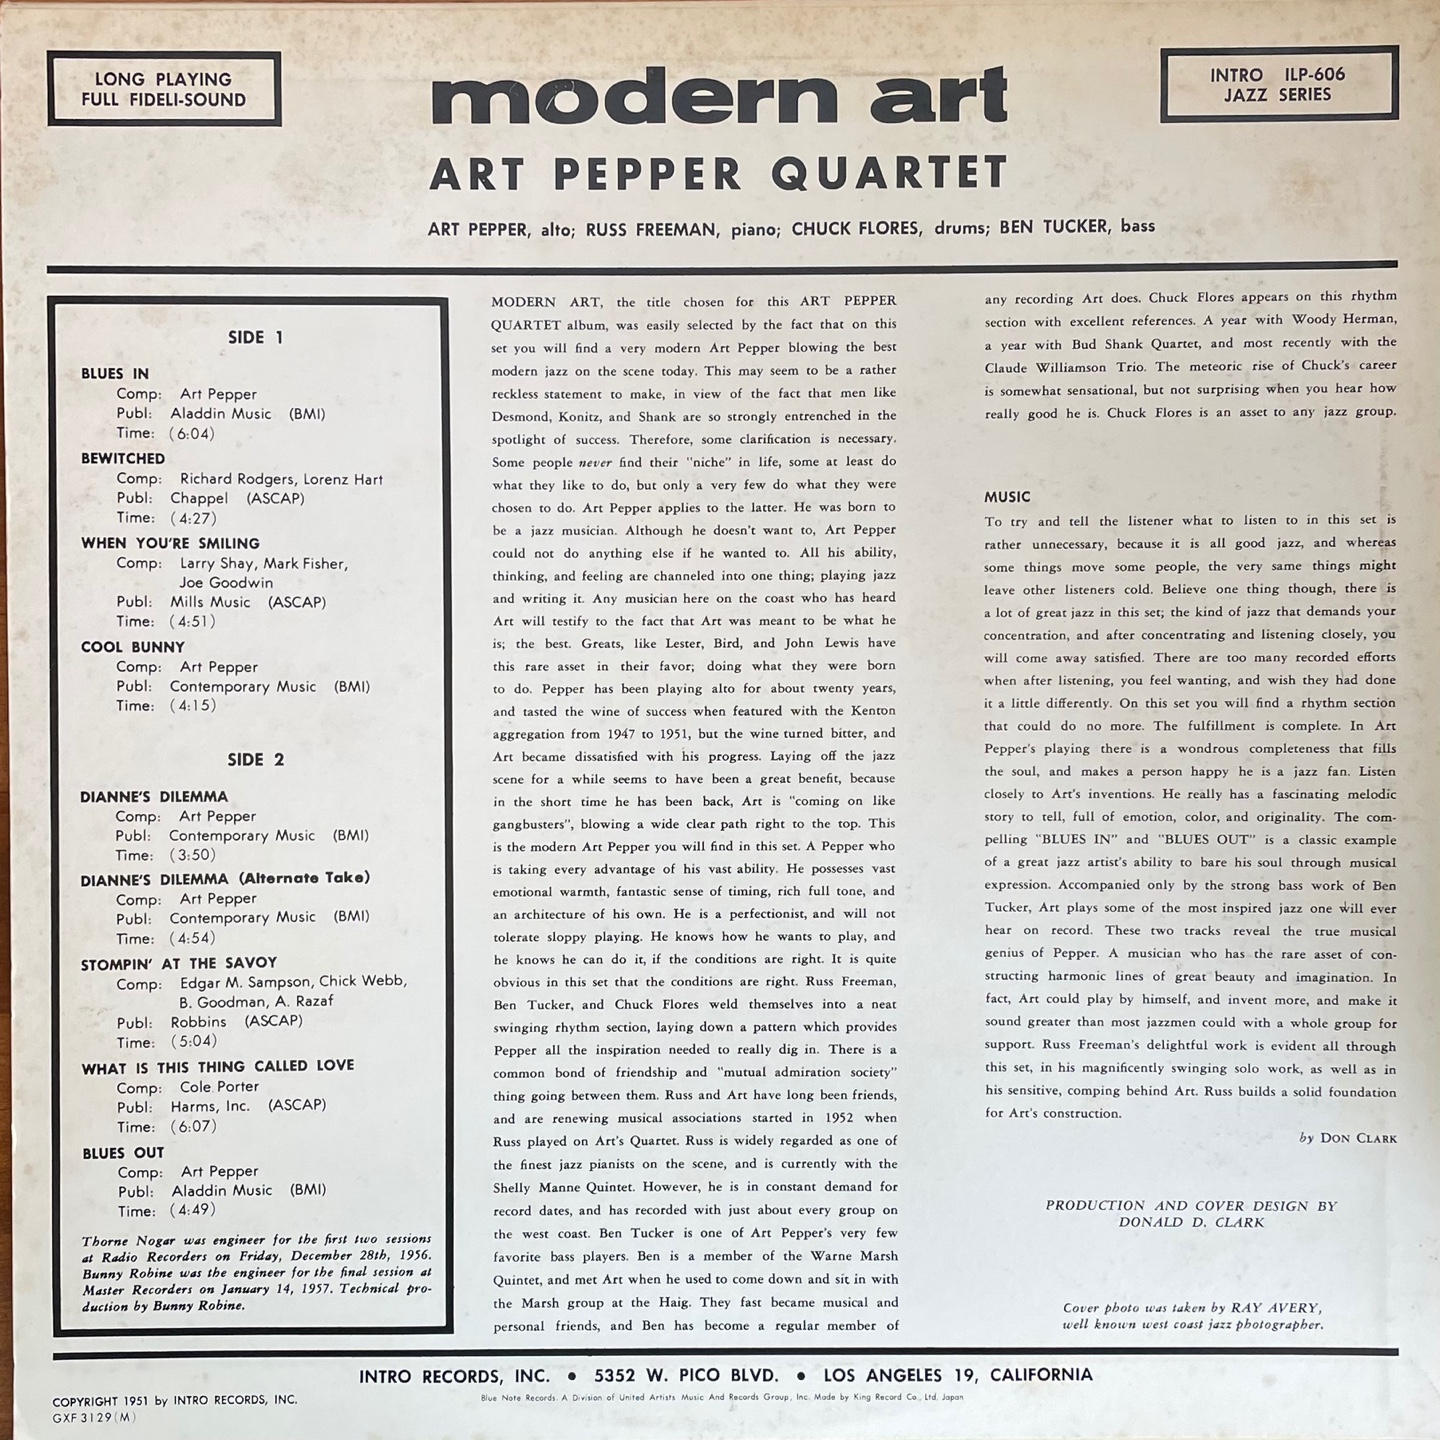 LONG PLAYING
FULL FIDELI-SOUND
modern art
INTRO ILP-606
JAZZ SERIES
ART PEPPER QUARTET
ART PEPPER, alto; RUSS FREEMAN, piano; CHUCK FLORES, drums; BEN TUCKER, bass
SIDE 1
BLUES IN
Comp: Art Pepper
Publ: Aladdin Music (BMI)
Time: (6:04)
BEWITCHED
Comp: Richard Rodgers, Lorenz Hart
Publ: Chappel (ASCAP)
Time: (4:27)
WHEN YOU'RE SMILING
Comp: Larry Shay, Mark Fisher,
Joe Goodwin
Publ: Mills Music (ASCAP)
Time: (4:51)
COOL BUNNY
Comp: Art Pepper
Publ: Contemporary Music (BMI)
Time: (4:15)
SIDE 2
DIANNE'S DILEMMA
Comp: Art Pepper
Publ: Contemporary Music (BMI)
Time: (3:50)
DIANNE'S DILEMMA (Alternate Take)
Comp: Art Pepper
Publ: Contemporary Music (BMI)
Time: (4:54)
STOMPIN' AT THE SAVOY
Comp: Edgar M. Sampson, Chick Webb,
B. Goodman, A. Razaf
Publ: Robbins (ASCAP)
Time: (5:04)
WHAT IS THIS THING CALLED LOVE
Comp: Cole Porter
Publ: Harms, Inc. (ASCAP)
Time: (6:07)
BLUES OUT
Comp: Art Pepper
Publ: Aladdin Music (BMI)
Time: (4:49)
Thorne Nogar was engineer for the first two sessions
at Radio Recorders on Friday, December 28th, 1956.
Bunny Robine was the engineer for the final session at
Master Recorders on January 14, 1957. Technical pro-
duction by Bunny Robine.
MODERN ART, the title chosen for this ART PEPPER
QUARTET album, was easily selected by the fact that on this
set you will find a very modern Art Pepper blowing the best
modern jazz on the scene today. This may seem to be a rather
reckless statement to make, in view of the fact that men like
Desmond, Konitz, and Shank are so strongly entrenched in the
spotlight of success. Therefore, some clarification is necessary.
Some people never find their "niche" in life, some at least do
what they like to do, but only a very few do what they were
chosen to do. Art Pepper applies to the latter. He was born to
be a jazz musician. Although he doesn't want to, Art Pepper
could not do anything else if he wanted to. All his ability,
thinking, and feeling are channeled into one thing; playing jazz
and writing it. Any musician here on the coast who has heard
Art will testify to the fact that Art was meant to be what he
is; the best. Greats, like Lester, Bird, and John Lewis have
this rare asset in their favor; doing what they were born
to do. Pepper has been playing alto for about twenty years,
and tasted the wine of success when featured with the Kenton
aggregation from 1947 to 1951, but the wine turned bitter, and
Art became dissatisfied with his progress. Laying off the jazz
scene for a while seems to have been a great benefit, because
in the short time he has been back, Art is "coming on like
gangbusters", blowing a wide clear path right to the top. This
is the modern Art Pepper you will find in this set. A Pepper who
is taking every advantage of his vast ability. He possesses vast
emotional warmth, fantastic sense of timing, rich full tone, and
an architecture of his own. He is a perfectionist, and will not
tolerate sloppy playing. He knows how he wants to play, and
he knows he can do it, if the conditions are right. It is quite
obvious in this set that the conditions are right. Russ Freeman,
Ben Tucker, and Chuck Flores weld themselves into a neat
swinging rhythm section, laying down a pattern which provides
Pepper all the inspiration needed to really dig in. There is a
common bond of friendship and "mutual admiration society"
thing going between them. Russ and Art have long been friends,
and are renewing musical associations started in 1952 when
Russ played on Art's Quartet. Russ is widely regarded as one of
the finest jazz pianists on the scene, and is currently with the
Shelly Manne Quintet. However, he is in constant demand for
record dates, and has recorded with just about every group on
the west coast. Ben Tucker is one of Art Pepper's very few
favorite bass players. Ben is a member of the Warne Marsh
Quintet, and met Art when he used to come down and sit in with
the Marsh group at the Haig. They fast became musical and
personal friends, and Ben has become a regular member of
any recording Art does. Chuck Flores appears on this rhythm
section with excellent references. A year with Woody Herman,
a year with Bud Shank Quartet, and most recently with the
Claude Williamson Trio. The meteoric rise of Chuck's career
is somewhat sensational, but not surprising when you hear how
really good he is. Chuck Flores is an asset to any jazz group.
MUSIC
To try and tell the listener what to listen to in this set is
rather unnecessary, because it is all good jazz, and whereas
some things move some people, the very same things might
leave other listeners cold. Believe one thing though, there is
a lot of great jazz in this set; the kind of jazz that demands your
concentration, and after concentrating and listening closely, you
will come away satisfied. There are too many recorded efforts
when after listening, you feel wanting, and wish they had done
it a little differently. On this set you will find a rhythm section
that could do no more. The fulfillment is complete. In Art
Pepper's playing there is a wondrous completeness that fills
the soul, and makes a person happy he is a jazz fan. Listen
closely to Art's inventions. He really has a fascinating melodic
story to tell, full of emotion, color, and originality. The com-
pelling "BLUES IN" and "BLUES OUT" is a classic example
of a great jazz artist's ability to bare his soul through musical
expression. Accompanied only by the strong bass work of Ben
Tucker, Art plays some of the most inspired jazz one will ever
hear on record. These two tracks reveal the true musical
genius of Pepper. A musician who has the rare asset of con-
structing harmonic lines of great beauty and imagination. In
fact, Art could play by himself, and invent more, and make it
sound greater than most jazzmen could with a whole group for
support. Russ Freeman's delightful work is evident all through
this set, in his magnificently swinging solo work, as well as in
his sensitive, comping behind Art. Russ builds a solid foundation
for Art's construction.
by DON CLARK
PRODUCTION AND COVER DESIGN BY
DONALD D. CLARK
Cover photo was taken by RAY AVERY,
well known west coast jazz photographer.
INTRO RECORDS, INC. • 5352 W. PICO BLVD. • LOS ANGELES 19, CALIFORNIA
COPYRIGHT 1951 by INTRO RECORDS, INC.
Blue Note Records. A Division of United Artists Music And Records Group, Inc. Made by King Record Co., Ltd. Japan
GXF 3129(M)